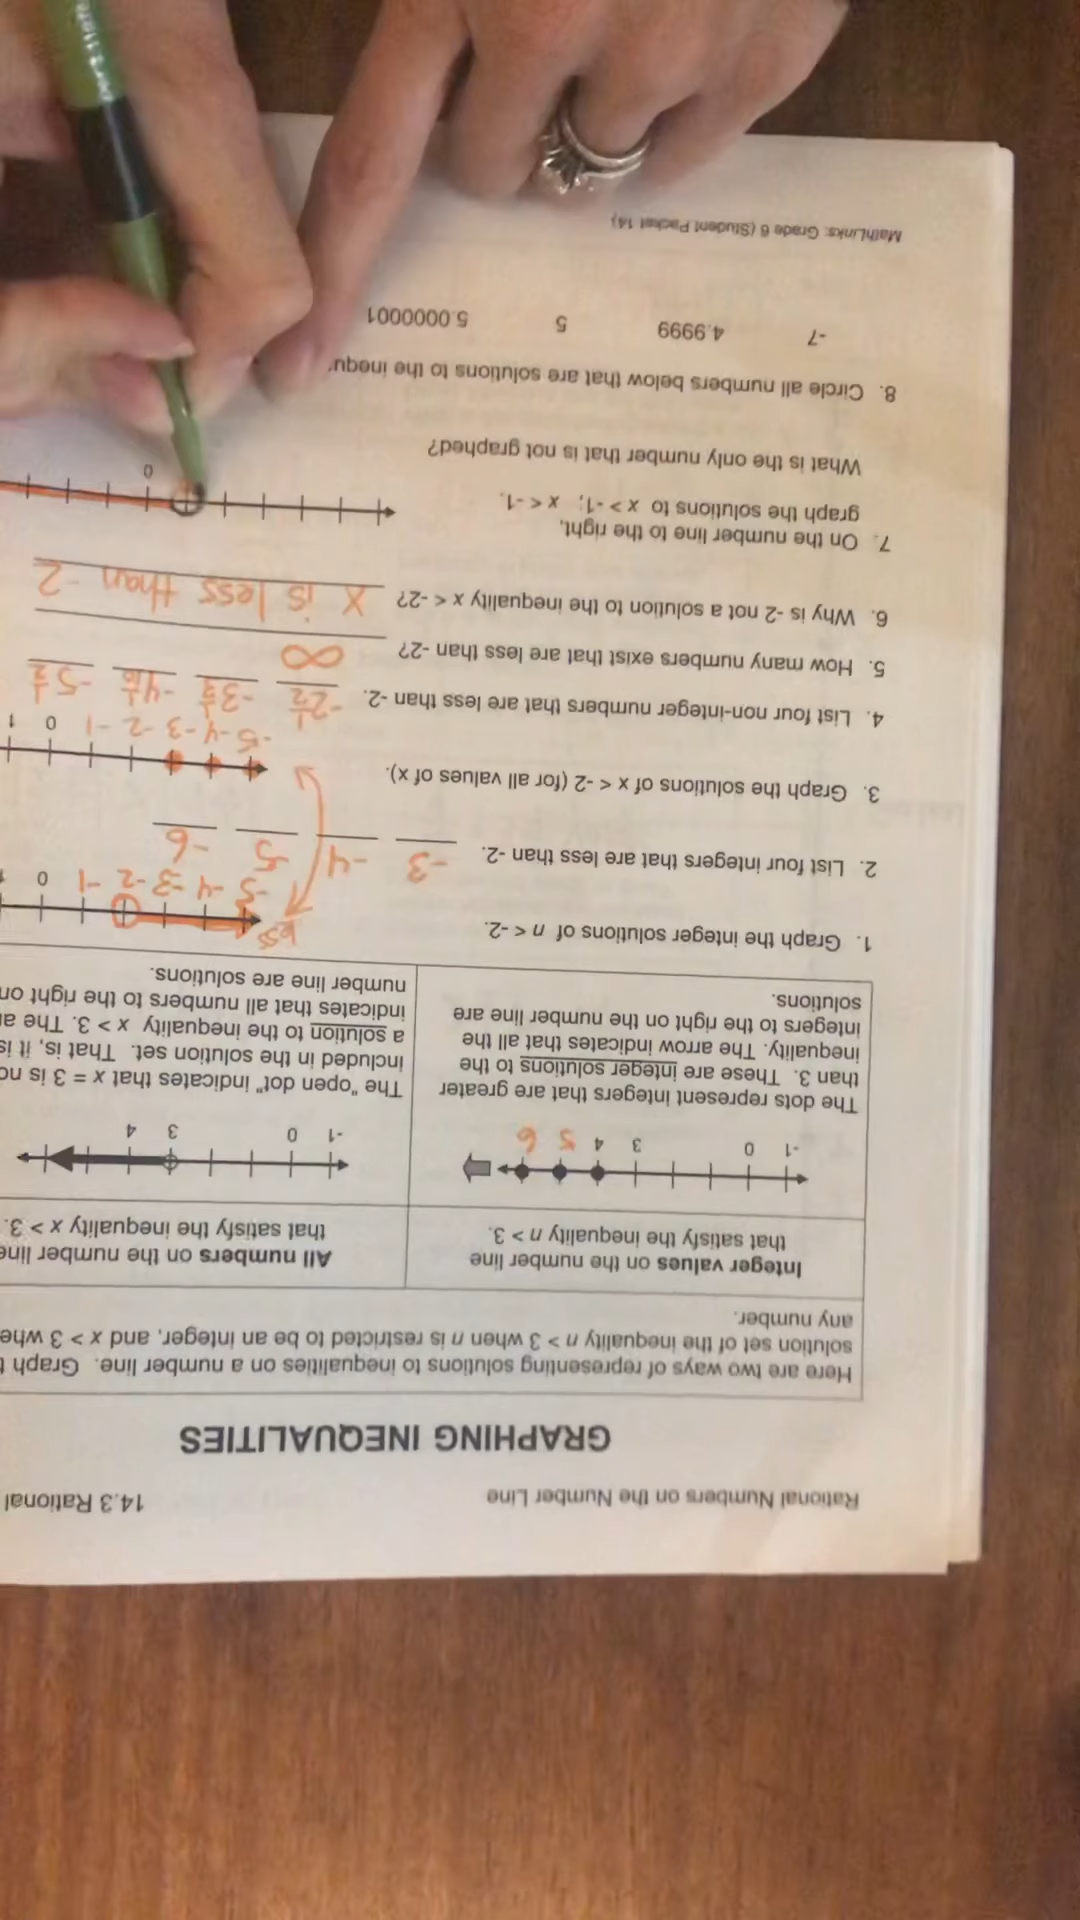 Rational Numbers on the Number Line 14.3 Rational
GRAPHING INEQUALITIES
Here are two ways of representing solutions to inequalities on a number line. Graph
solution set of the inequality n > 3 when n is restricted to be an integer, and x > 3
any number.
Integer values on the number line
that satisfy the inequality n > 3.
-1 0 3 4 5 6
The dots represent integers that are greater
than 3. These are integer solutions to the
inequality. The arrow indicates that all the
integers to the right on the number line are
solutions.
All numbers on the number line
that satisfy the inequality x > 3.
-1 0 3 4
The "open dot" indicates that x = 3 is
included in the solution set. That is, it is
a solution to the inequality x > 3. The
indicates that all numbers to the right on
number line are solutions.
1. Graph the integer solutions of n < -2.
-5 -4 -3 -2 -1 0
2. List four integers that are less than -2. -3 -4 -5 -6
3. Graph the solutions of x < -2 (for all values of x).
-5 -4 -3 -2 -1 0 1
4. List four non-integer numbers that are less than -2. -2 1/2 -3 1/2 -4 1/10 -5 1/2
5. How many numbers exist that are less than -2? ∞
6. Why is -2 not a solution to the inequality x < -2? X is less than -2
7. On the number line to the right,
graph the solutions to x > -1; x < -1.
0
What is the only number that is not graphed?
8. Circle all numbers below that are solutions to the
-7 4.9999 5 5.0000001
MathLinks: Grade 6 (Student Packet 14)